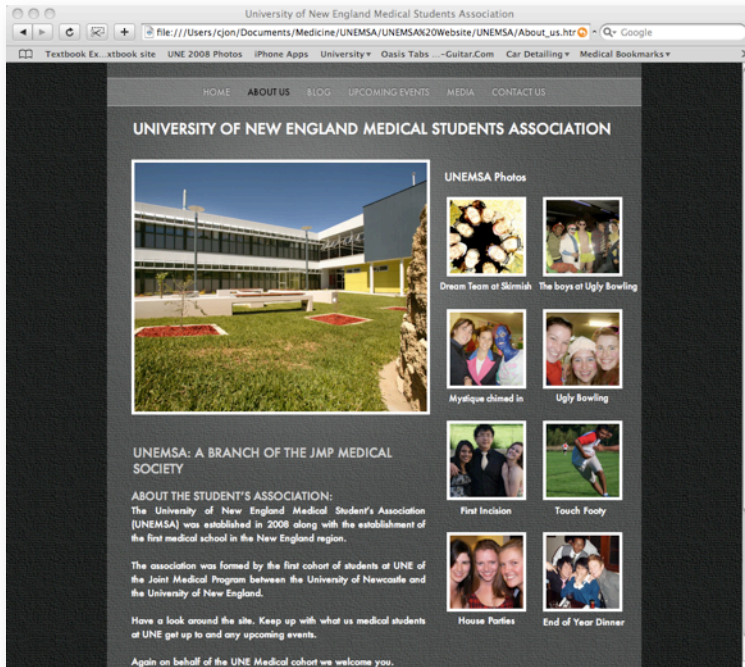 University of New England Medical Students Association
file:///Users/cjon/Documents/Medicine/UNEMSA/UNEMSA%20Website/UNEMSA/About_us.htm
Google
Textbook Ex...xtbook site UNE 2008 Photos iPhone Apps University Oasis Tabs ...-Guitar.Com Car Detailing Medical Bookmarks
HOME ABOUT US BLOG UPCOMING EVENTS MEDIA CONTACT US
UNIVERSITY OF NEW ENGLAND MEDICAL STUDENTS ASSOCIATION
UNEMSA Photos
Dream Team at Skirmish The boys at Ugly Bowling
Mystique chimed in Ugly Bowling
First Incision Touch Footy
House Parties End of Year Dinner
UNEMSA: A BRANCH OF THE JMP MEDICAL
SOCIETY
ABOUT THE STUDENT'S ASSOCIATION:
The University of New England Medical Student's Association
(UNEMSA) was established in 2008 along with the establishment of
the first medical school in the New England region.
The association was formed by the first cohort of students at UNE of
the Joint Medical Program between the University of Newcastle and
the University of New England.
Have a look around the site. Keep up with what us medical students
at UNE get up to and any upcoming events.
Again on behalf of the UNE Medical cohort we welcome you.